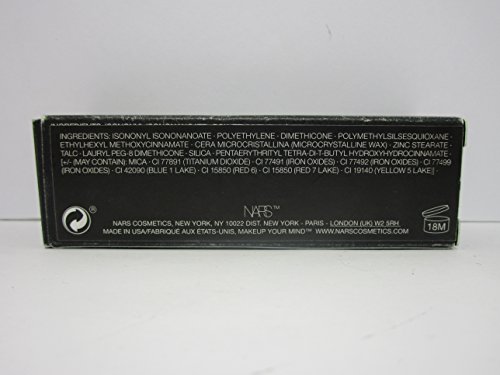 INGREDIENTS: ISONONYL ISONONANOATE · POLYETHYLENE · DIMETHICONE · POLYMETHYLSILSESQUIOXANE ·
ETHYLHEXYL METHOXYCINNAMATE · CERA MICROCRISTALLINA (MICROCRYSTALLINE WAX) · ZINC STEARATE ·
TALC · LAURYL PEG-8 DIMETHICONE · SILICA · PENTAERYTHRITYL TETRA-DI-T-BUTYL HYDROXYHYDROCINNAMATE ·
[+/- (MAY CONTAIN): MICA · CI 77891 (TITANIUM DIOXIDE) · CI 77491 (IRON OXIDES) · CI 77492 (IRON OXIDES) · CI 77499
(IRON OXIDES) · CI 42090 (BLUE 1 LAKE) · CI 15850 (RED 6) · CI 15850 (RED 7 LAKE) · CI 19140 (YELLOW 5 LAKE)]
NARS™
NARS COSMETICS, NEW YORK, NY 10022 DIST. NEW YORK - PARIS - LONDON (UK) W2 5RH
MADE IN USA/FABRIQUÉ AUX ÉTATS-UNIS, MAKEUP YOUR MIND™ WWW.NARSCOSMETICS.COM
18M